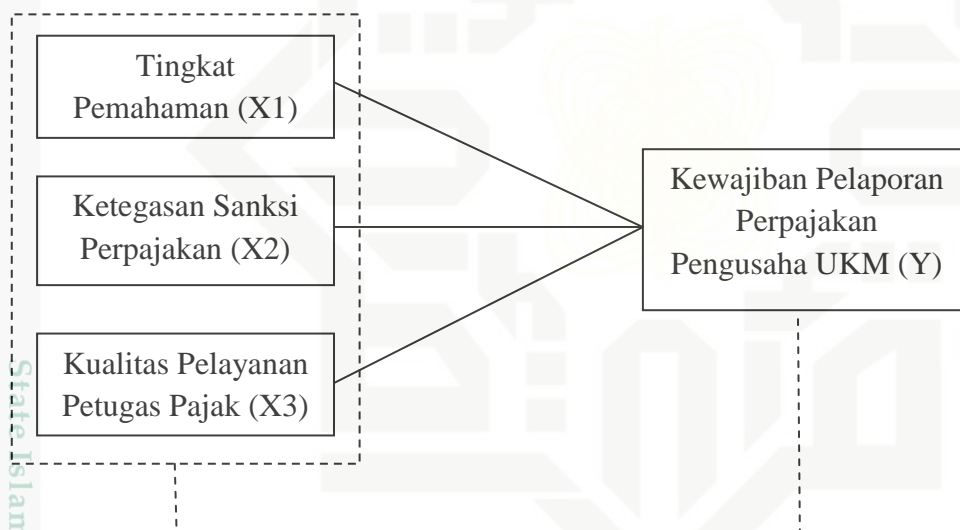 Tingkat
Pemahaman (X1)
Ketegasan Sanksi
Perpajakan (X2)
Kualitas Pelayanan
Petugas Pajak (X3)
Kewajiban Pelaporan
Perpajakan
Pengusaha UKM (Y)
State Islam